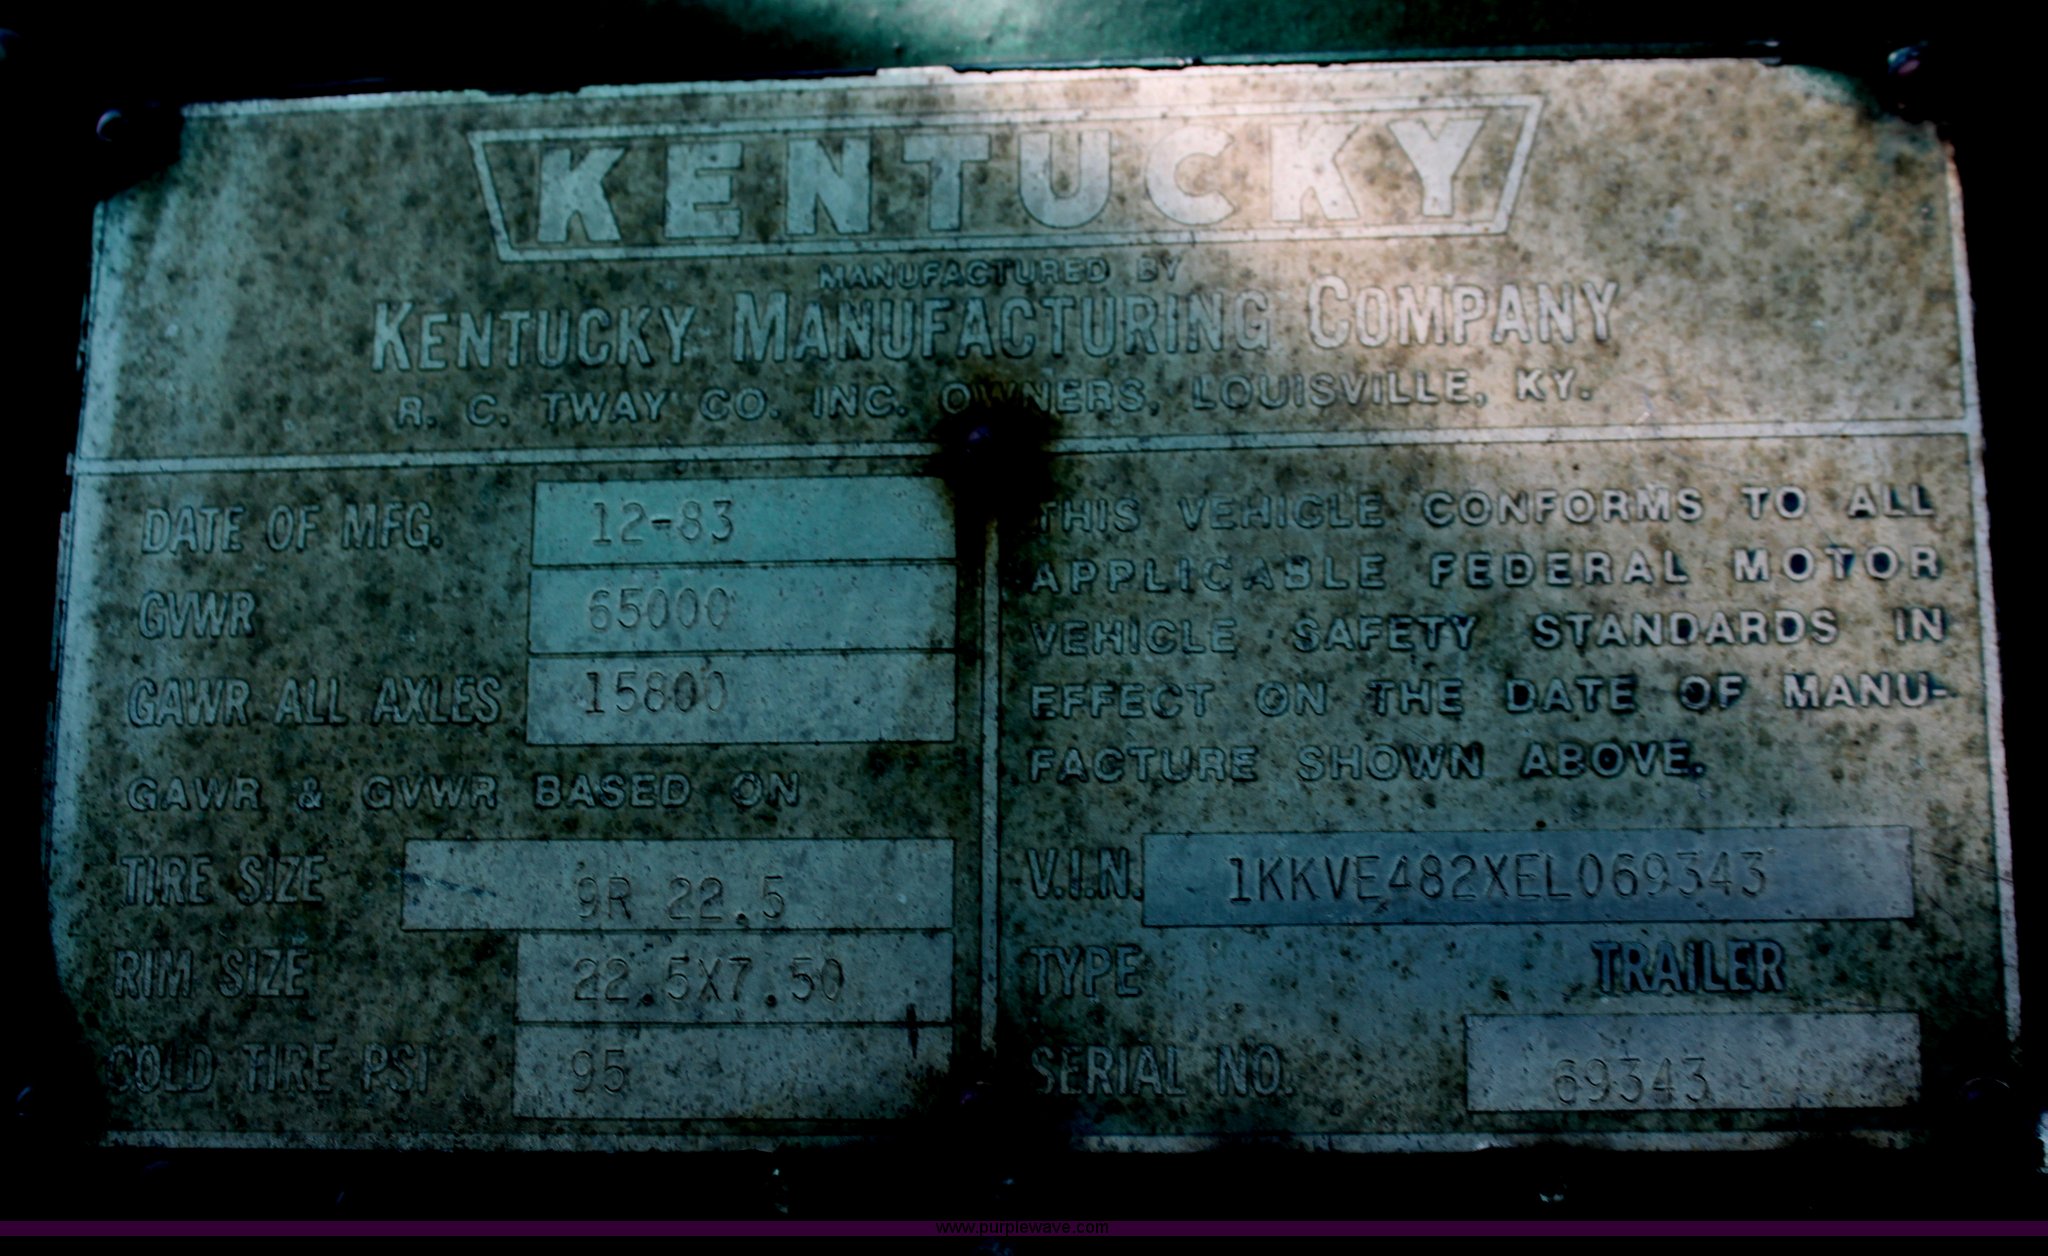 KENTUCKY
MANUFACTURED BY
KENTUCKY MANUFACTURING COMPANY
R. C. TWAY CO. INC. OWNERS, LOUISVILLE, KY.
DATE OF MFG. 12-83
GVWR 65000
GAWR ALL AXLES 15800
GAWR & GVWR BASED ON
TIRE SIZE 9R 22.5
RIM SIZE 22.5X7.50
COLD TIRE PSI 95
THIS VEHICLE CONFORMS TO ALL
APPLICABLE FEDERAL MOTOR
VEHICLE SAFETY STANDARDS IN
EFFECT ON THE DATE OF MANU-
FACTURE SHOWN ABOVE.
V.I.N. 1KKVE482XEL069343
TYPE TRAILER
SERIAL NO. 69343
www.purplewave.com